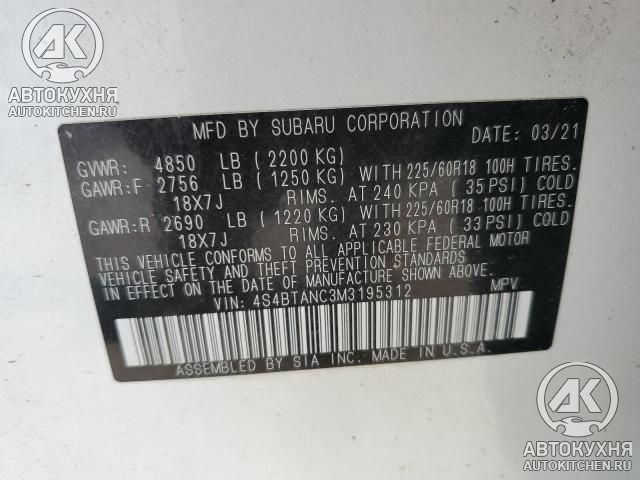 AK
АВТОКУХНЯ
AUTOKITCHEN.RU
MFD BY SUBARU CORPORATION DATE: 03/21
GVWR: 4850 LB (2200 KG)
GAWR:F 2756 LB (1250 KG) WITH 225/60R18 100H TIRES.
18X7J RIMS. AT 240 KPA (35 PSI) COLD
GAWR:R 2690 LB (1220 KG) WITH 225/60R18 100H TIRES.
18X7J RIMS. AT 230 KPA (33 PSI) COLD
THIS VEHICLE CONFORMS TO ALL APPLICABLE FEDERAL MOTOR
VEHICLE SAFETY AND THEFT PREVENTION STANDARDS
IN EFFECT ON THE DATE OF MANUFACTURE SHOWN ABOVE.
VIN: 4S4BTANC3M3195312 MPV
ASSEMBLED BY SIA INC. MADE IN U.S.A.
AK
АВТОКУХНЯ
AUTOKITCHEN.RU